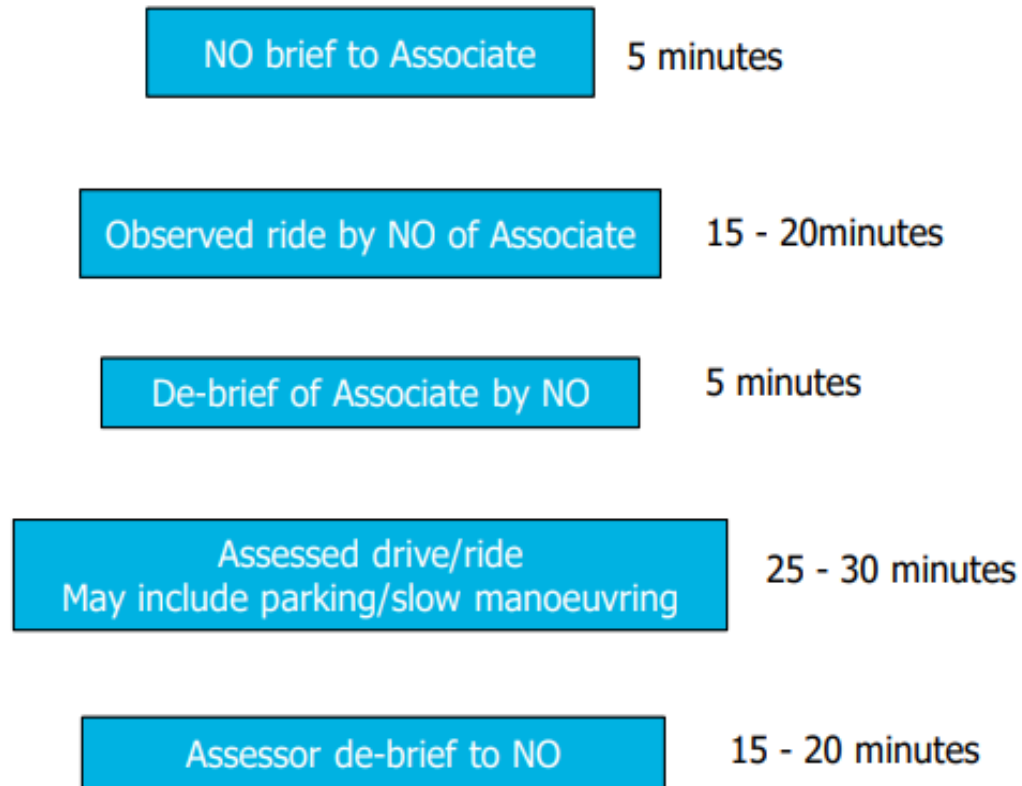 NO brief to Associate 5 minutes
Observed ride by NO of Associate 15 - 20minutes
De-brief of Associate by NO 5 minutes
Assessed drive/ride
May include parking/slow manoeuvring 25 - 30 minutes
Assessor de-brief to NO 15 - 20 minutes